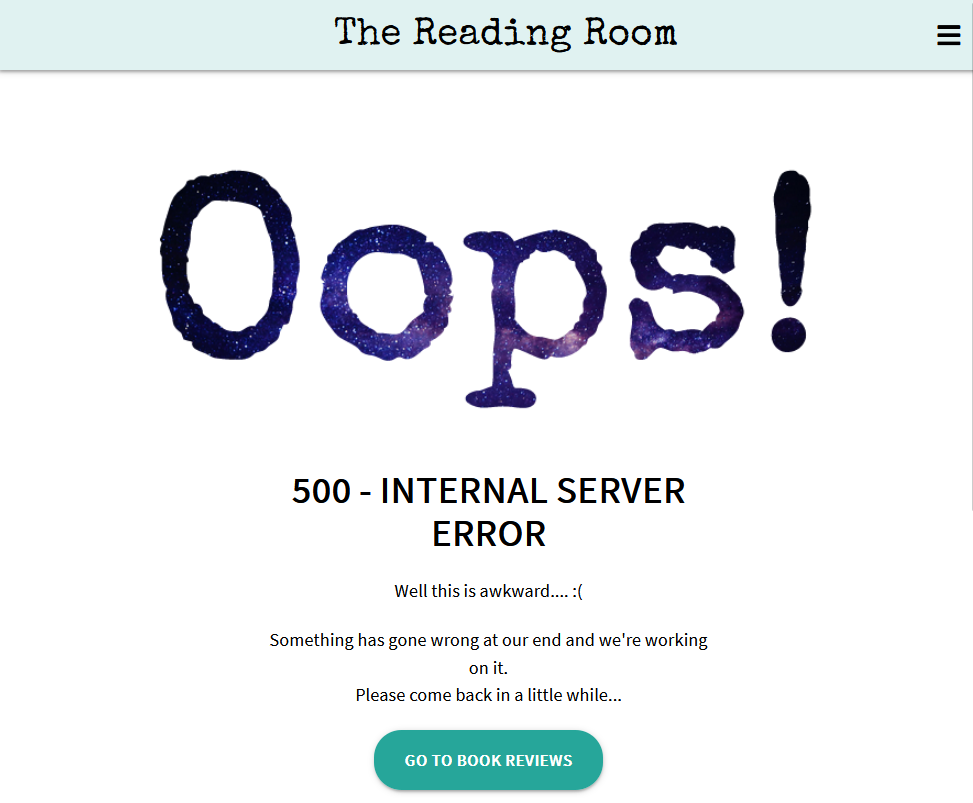 The Reading Room
Oops!
500 - INTERNAL SERVER
ERROR
Well this is awkward.... :(
Something has gone wrong at our end and we're working
on it.
Please come back in a little while...
GO TO BOOK REVIEWS